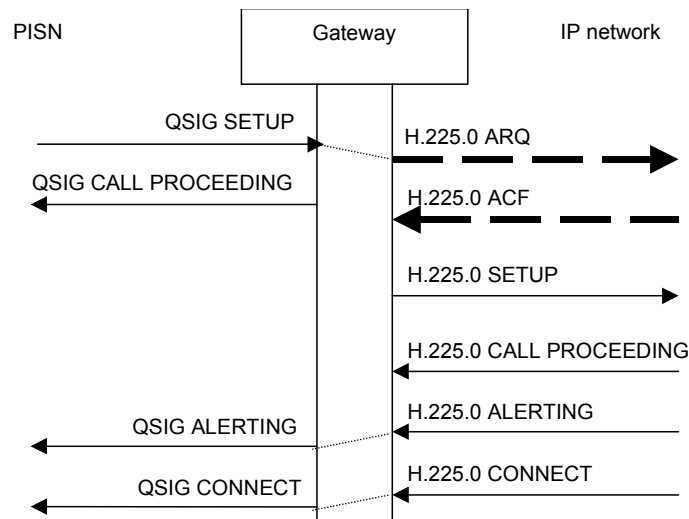 PISN
Gateway
IP network
QSIG SETUP
H.225.0 ARQ
QSIG CALL PROCEEDING
H.225.0 ACF
H.225.0 SETUP
H.225.0 CALL PROCEEDING
QSIG ALERTING
H.225.0 ALERTING
QSIG CONNECT
H.225.0 CONNECT